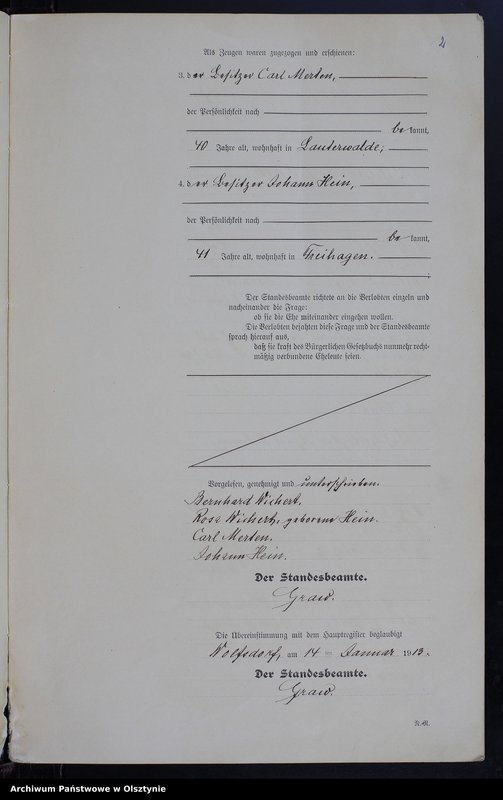 2
Als Zeugen waren zugezogen und erschienen:
3. der Besitzer Carl Merten,
der Persönlichkeit nach
be kannt,
40 Jahre alt, wohnhaft in Lauterwalde;
4. der Besitzer Johann Hein,
der Persönlichkeit nach
be kannt,
41 Jahre alt, wohnhaft in Freihagen.
Der Standesbeamte richtete an die Verlobten einzeln und
nacheinander die Frage:
ob sie die Ehe miteinander eingehen wollen.
Die Verlobten bejahten diese Frage und der Standesbeamte
sprach hierauf aus,
daß sie kraft des Bürgerlichen Gesetzbuchs nunmehr recht-
mäßig verbundene Eheleute seien.
Vorgelesen, genehmigt und unterschrieben.
Bernhard Wichert.
Rosa Wichert, geborene Hein.
Carl Merten.
Johann Hein.
Der Standesbeamte.
Graw.
Die Übereinstimmung mit dem Hauptregister beglaubigt
Wolfsdorf, am 14 ten Januar 1913.
Der Standesbeamte.
Graw.
Archiwum Państwowe w Olsztynie